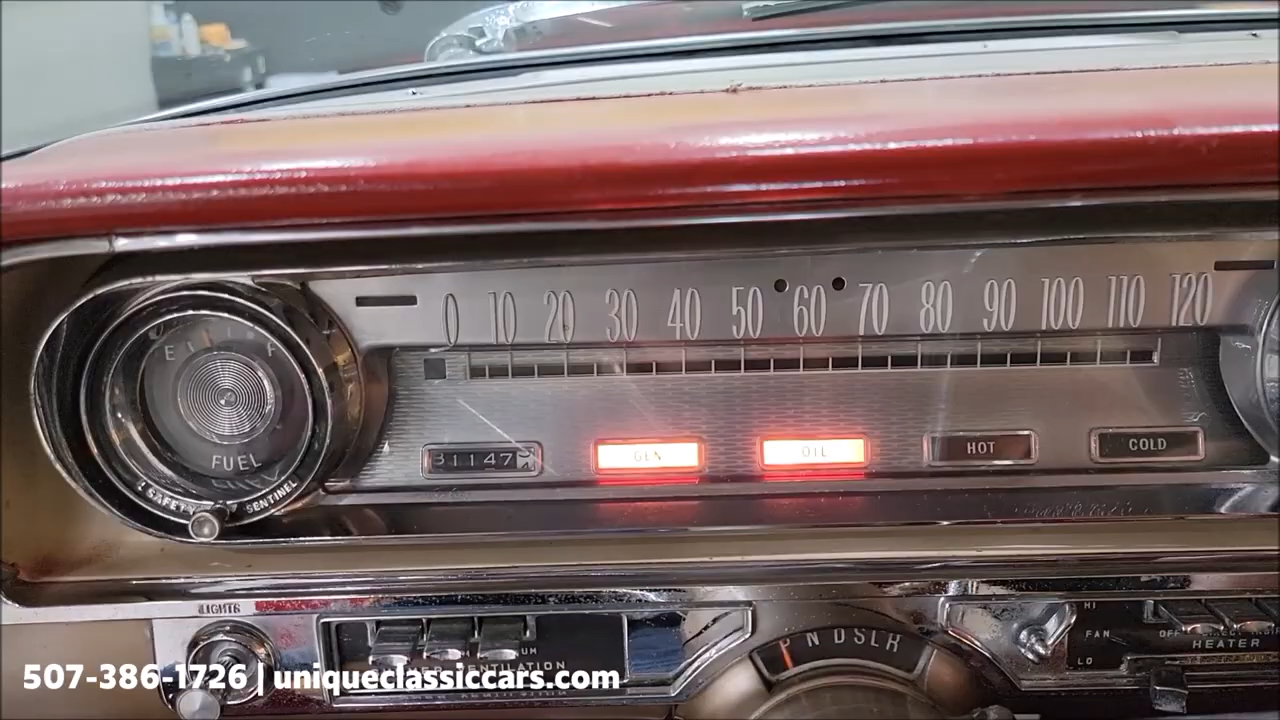 0 10 20 30 40 50 60 70 80 90 100 110 120
E F
FUEL
SAFETY SENTINEL
31147
GEN OIL HOT COLD
LIGHTS
VENTILATION
P N D S L R
HI
FAN
LO
OFF
HEATER
507-386-1726 | uniqueclassiccars.com